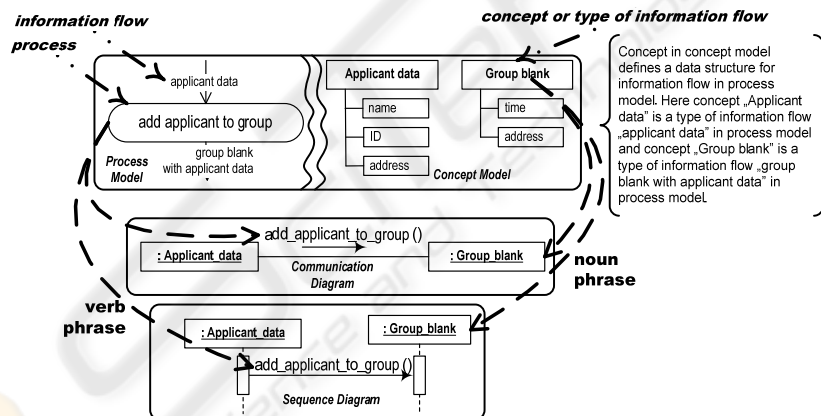 information flow
process
concept or type of information flow
applicant data
add applicant to group
group blank
with applicant data
Process
Model
Applicant data
name
ID
address
Group blank
time
address
Concept Model
Concept in concept model
defines a data structure for
information flow in process
model. Here concept „Applicant
data” is a type of information flow
„applicant data” in process model
and concept „Group blank” is a
type of information flow „group
blank with applicant data” in
process model.
add_applicant_to_group ()
: Applicant_data
: Group_blank
Communication
Diagram
noun
phrase
verb
phrase
: Applicant_data
: Group_blank
add_applicant_to_group ()
Sequence Diagram